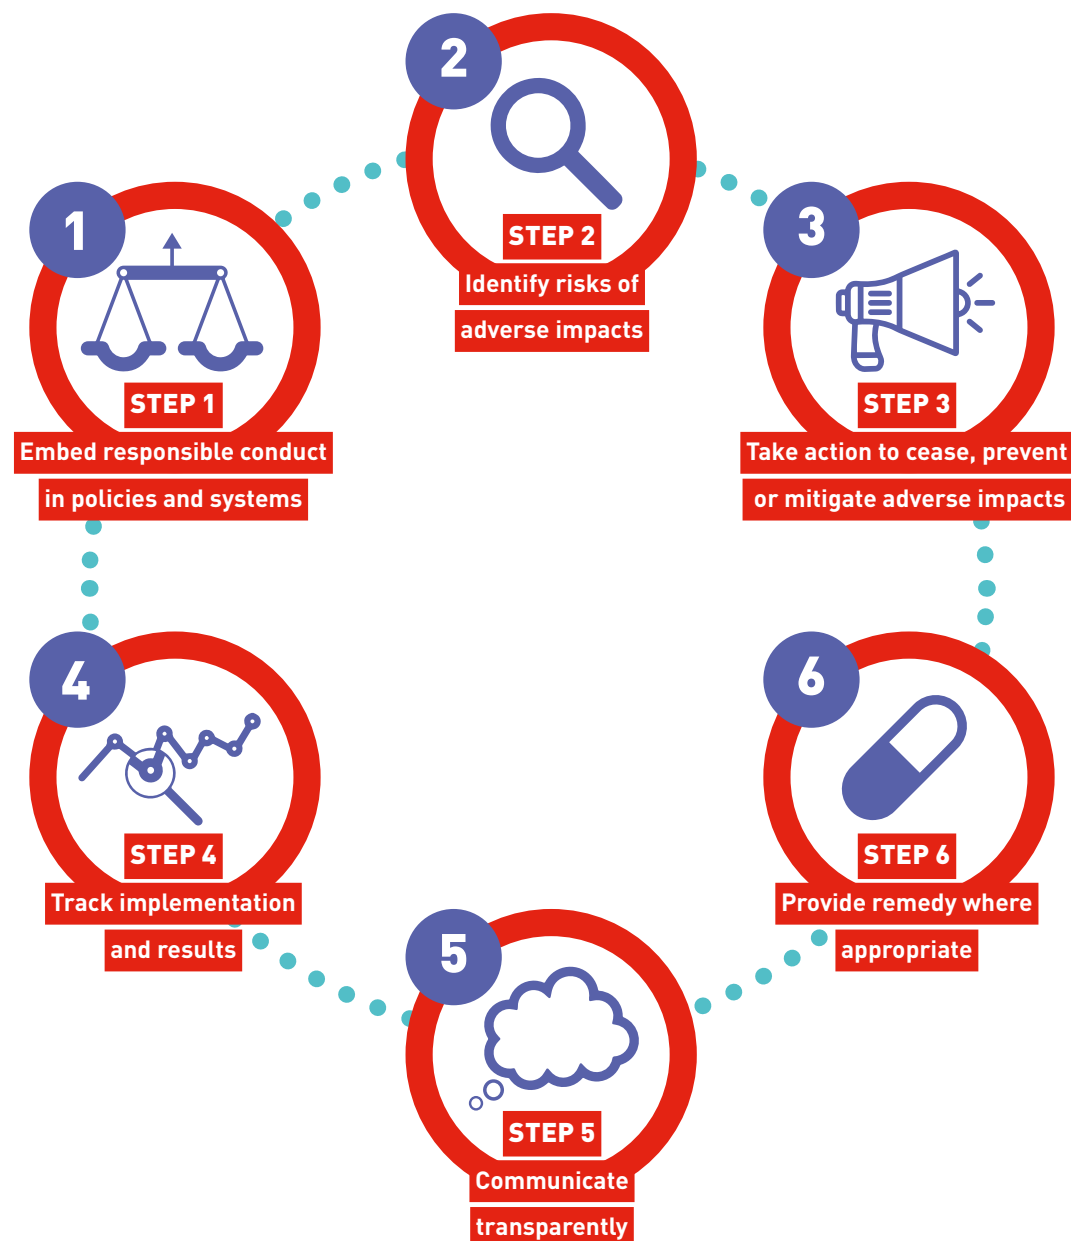 1
STEP 1
Embed responsible conduct
in policies and systems
2
STEP 2
Identify risks of
adverse impacts
3
STEP 3
Take action to cease, prevent
or mitigate adverse impacts
4
STEP 4
Track implementation
and results
5
STEP 5
Communicate
transparently
6
STEP 6
Provide remedy where
appropriate